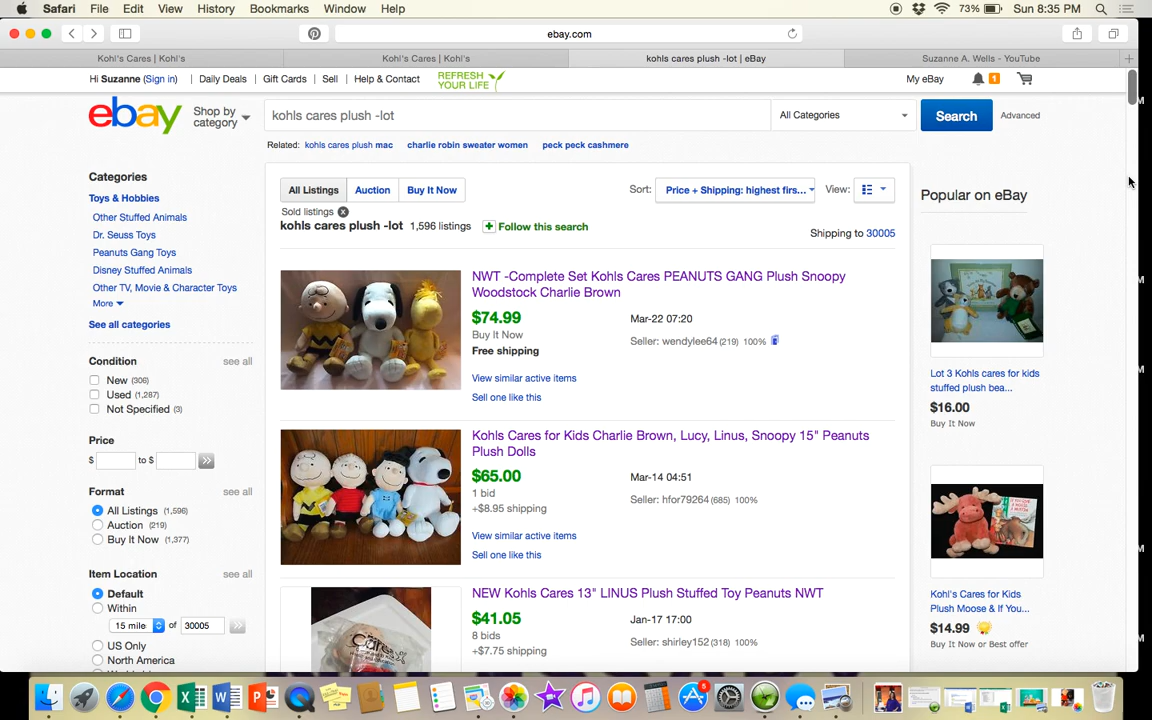 Safari File Edit View History Bookmarks Window Help 73% Sun 8:35 PM
ebay.com
Kohl's Cares | Kohl's Kohl's Cares | Kohl's kohls cares plush -lot | eBay Suzanne A. Wells - YouTube
Hi Suzanne (Sign in) Daily Deals Gift Cards Sell Help & Contact REFRESH YOUR LIFE My eBay 1
ebay Shop by category kohls cares plush -lot All Categories Search Advanced
Related: kohls cares plush mac charlie robin sweater women peck peck cashmere
Categories
Toys & Hobbies
Other Stuffed Animals
Dr. Seuss Toys
Peanuts Gang Toys
Disney Stuffed Animals
Other TV, Movie & Character Toys
More
See all categories
Condition see all
New (306)
Used (1,287)
Not Specified (3)
Price
$ to $
Format see all
All Listings (1,596)
Auction (219)
Buy It Now (1,377)
Item Location see all
Default
Within
15 mile of 30005
US Only
North America
All Listings Auction Buy It Now Sort: Price + Shipping: highest firs... View:
Sold listings
kohls cares plush -lot 1,596 listings Follow this search Shipping to 30005
NWT -Complete Set Kohls Cares PEANUTS GANG Plush Snoopy
Woodstock Charlie Brown
$74.99 Mar-22 07:20
Buy It Now Seller: wendylee64 (219) 100%
Free shipping
View similar active items
Sell one like this
Kohls Cares for Kids Charlie Brown, Lucy, Linus, Snoopy 15" Peanuts
Plush Dolls
$65.00 Mar-14 04:51
1 bid Seller: hfor79264 (685) 100%
+$8.95 shipping
View similar active items
Sell one like this
NEW Kohls Cares 13" LINUS Plush Stuffed Toy Peanuts NWT
$41.05 Jan-17 17:00
8 bids Seller: shirley152 (318) 100%
+$7.75 shipping
Popular on eBay
Lot 3 Kohls cares for kids
stuffed plush bea...
$16.00
Buy It Now
Kohl's Cares for Kids
Plush Moose & If You...
$14.99
Buy It Now or Best offer